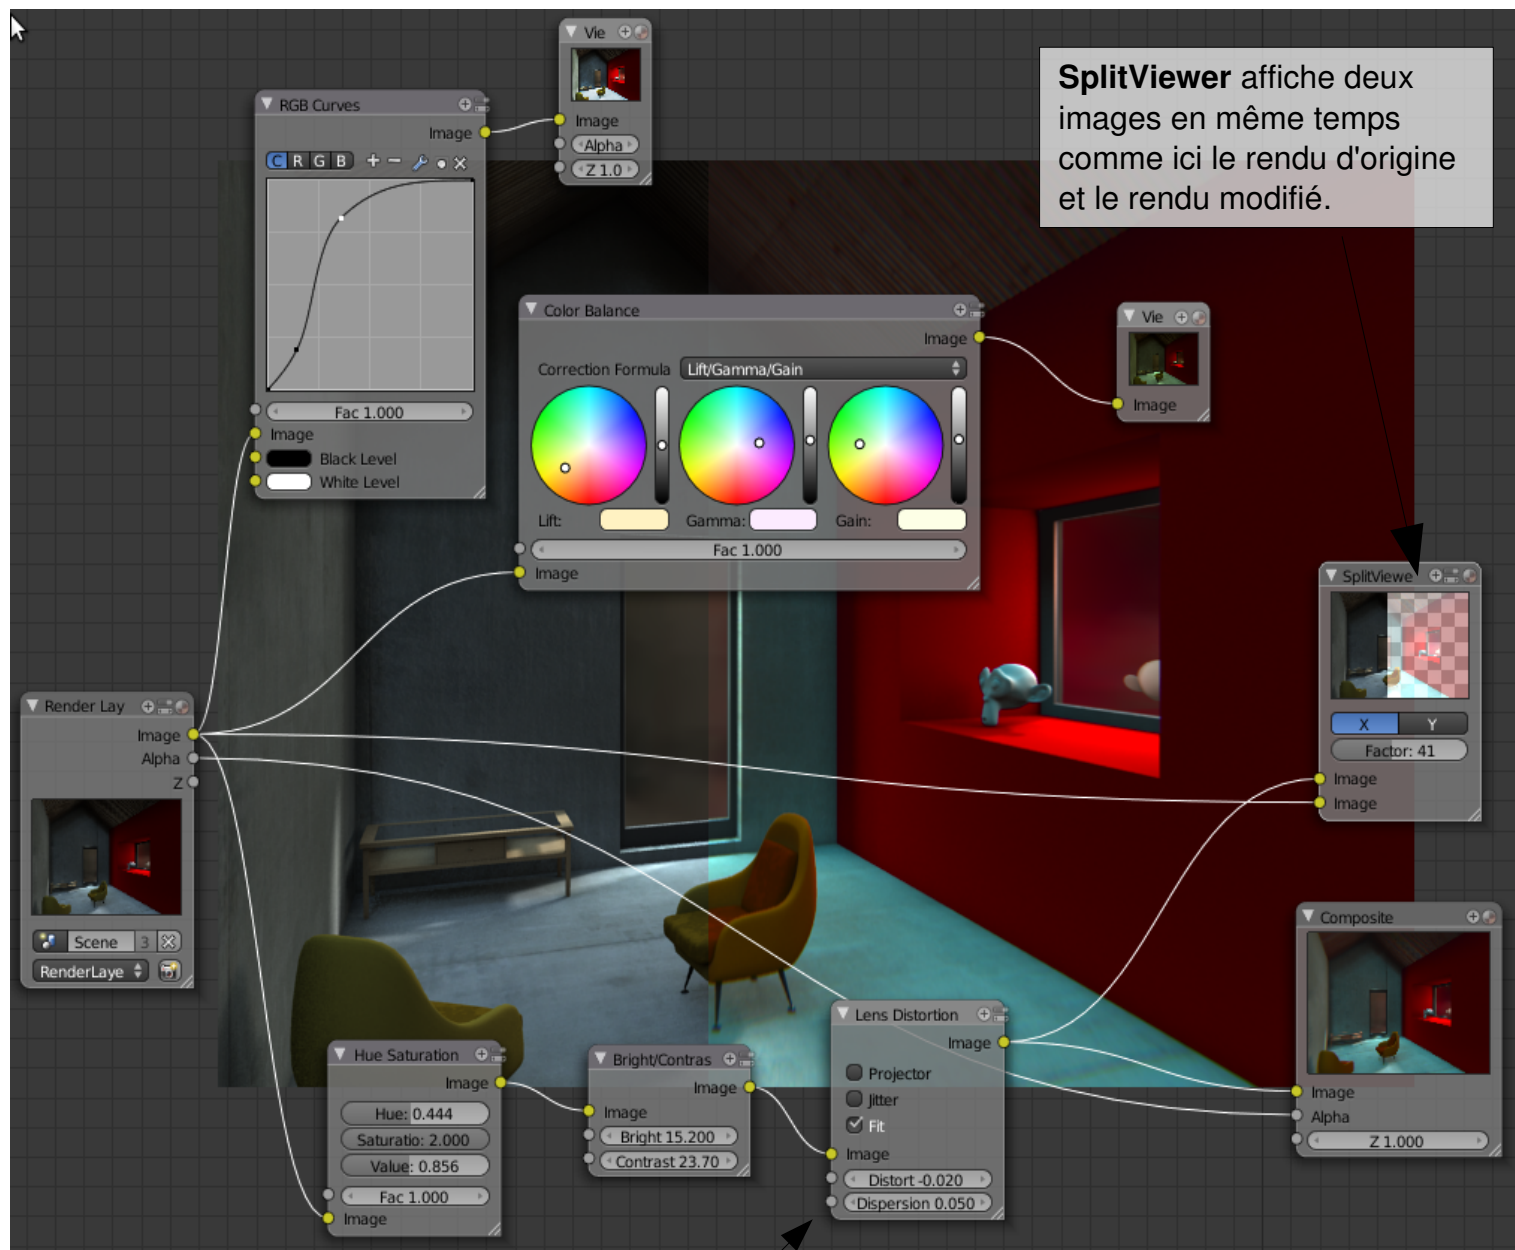 Vie
Image
Alpha
Z 1.0
SplitViewer affiche deux
images en même temps
comme ici le rendu d'origine
et le rendu modifié.
RGB Curves
Image
C R G B
Fac 1.000
Image
Black Level
White Level
Color Balance
Image
Correction Formula Lift/Gamma/Gain
Lift: Gamma: Gain:
Fac 1.000
Image
Vie
Image
SplitViewe
X Y
Factor: 41
Image
Image
Render Lay
Image
Alpha
Z
Scene 3
RenderLaye
Composite
Image
Alpha
Z 1.000
Hue Saturation
Image
Hue: 0.444
Saturatio: 2.000
Value: 0.856
Fac 1.000
Image
Bright/Contras
Image
Image
Bright 15.200
Contrast 23.70
Lens Distortion
Image
Projector
Jitter
Fit
Image
Distort -0.020
Dispersion 0.050